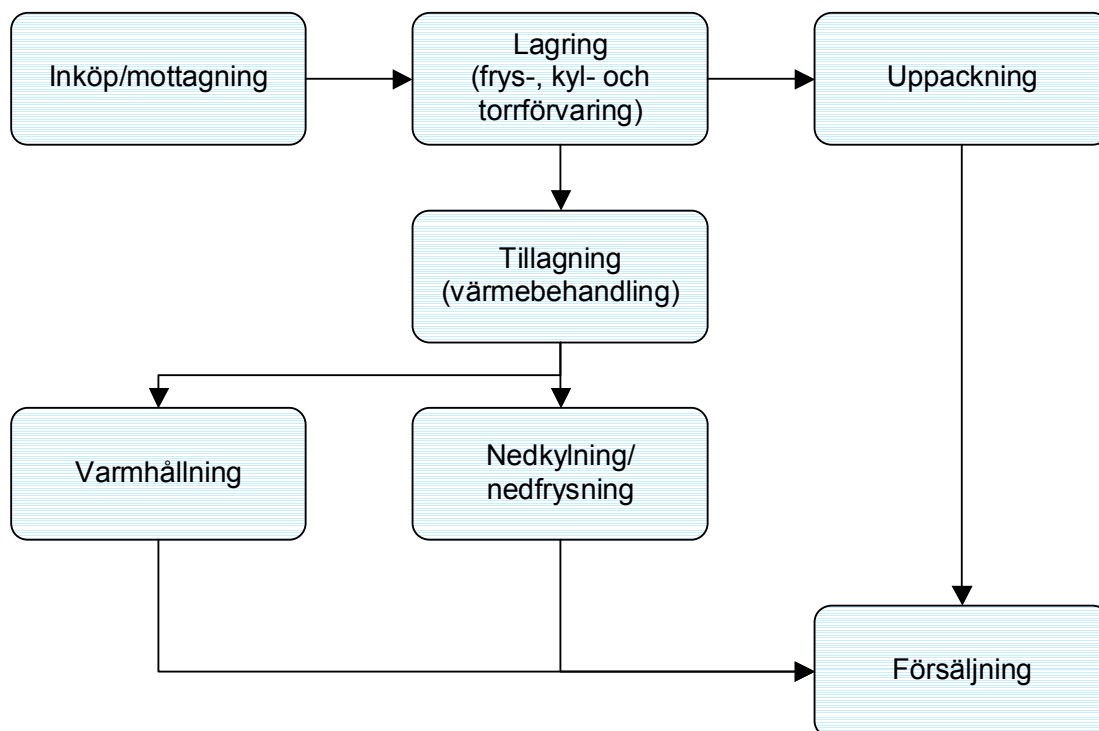 Inköp/mottagning
Lagring
(frys-, kyl- och
torrförvaring)
Uppackning
Tillagning
(värmebehandling)
Varmhållning
Nedkylning/
nedfrysning
Försäljning